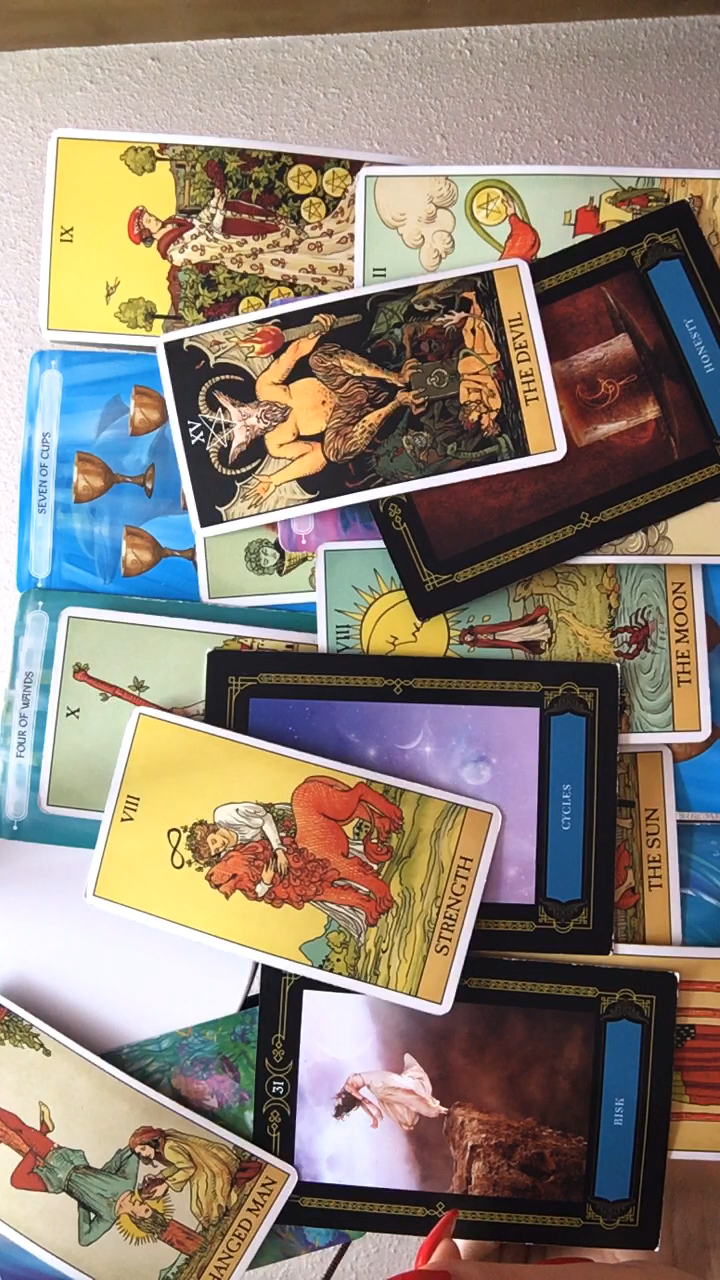 IX
II
HONESTY
XV
THE DEVIL
SEVEN OF CUPS
VIII
THE MOON
FOUR OF WANDS
X
CYCLES
VIII
STRENGTH
THE SUN
31
RISK
HANGED MAN